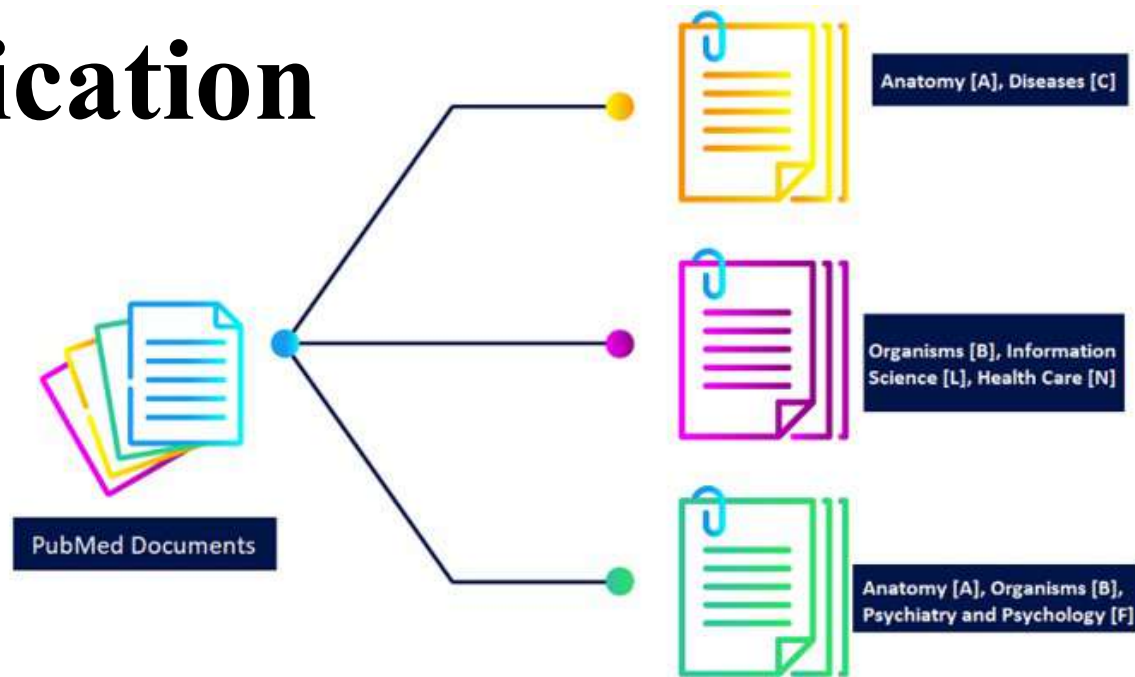 ication
Anatomy [A], Diseases [C]
Organisms [B], Information
Science [L], Health Care [N]
PubMed Documents
Anatomy [A], Organisms [B],
Psychiatry and Psychology [F]